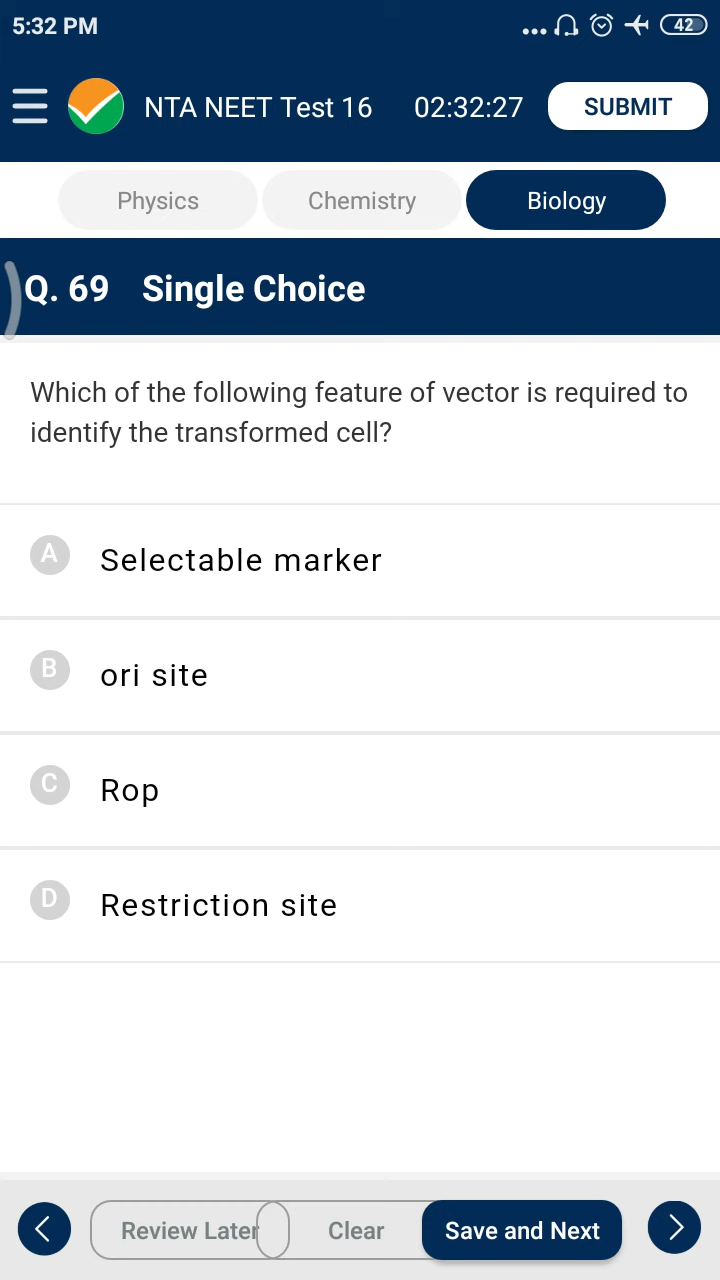 5:32 PM
42
NTA NEET Test 16 02:32:27 SUBMIT
Physics Chemistry Biology
Q. 69 Single Choice
Which of the following feature of vector is required to
identify the transformed cell?
A Selectable marker
B ori site
C Rop
D Restriction site
Review Later Clear Save and Next